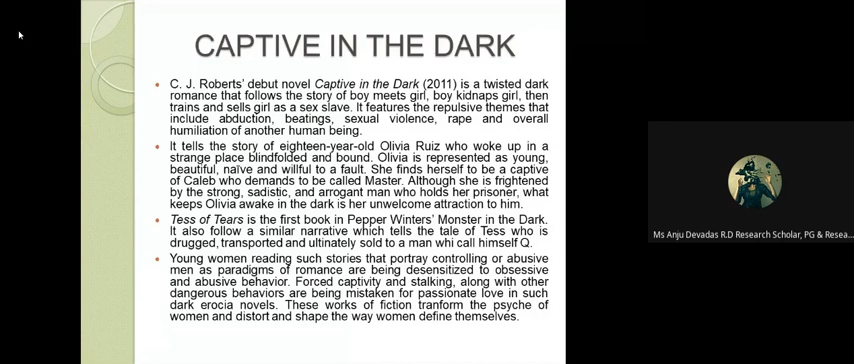 CAPTIVE IN THE DARK
• C. J. Roberts' debut novel Captive in the Dark (2011) is a twisted dark
romance that follows the story of boy meets girl, boy kidnaps girl, then
trains and sells girl as a sex slave. It features the repulsive themes that
include abduction, beatings, sexual violence, rape and overall
humiliation of another human being.
• It tells the story of eighteen-year-old Olivia Ruiz who woke up in a
strange place blindfolded and bound. Olivia is represented as young,
beautiful, naïve and willful to a fault. She finds herself to be a captive
of Caleb who demands to be called Master. Although she is frightened
by the strong, sadistic, and arrogant man who holds her prisoner, what
keeps Olivia awake in the dark is her unwelcome attraction to him.
• Tess of Tears is the first book in Pepper Winters' Monster in the Dark.
It also follow a similar narrative which tells the tale of Tess who is
drugged, transported and ultinately sold to a man whi call himself Q.
• Young women reading such stories that portray controlling or abusive
men as paradigms of romance are being desensitized to obsessive
and abusive behavior. Forced captivity and stalking, along with other
dangerous behaviors are being mistaken for passionate love in such
dark erocia novels. These works of fiction tranform the psyche of
women and distort and shape the way women define themselves.
Ms Anju Devadas R.D Research Scholar, PG & Resea...